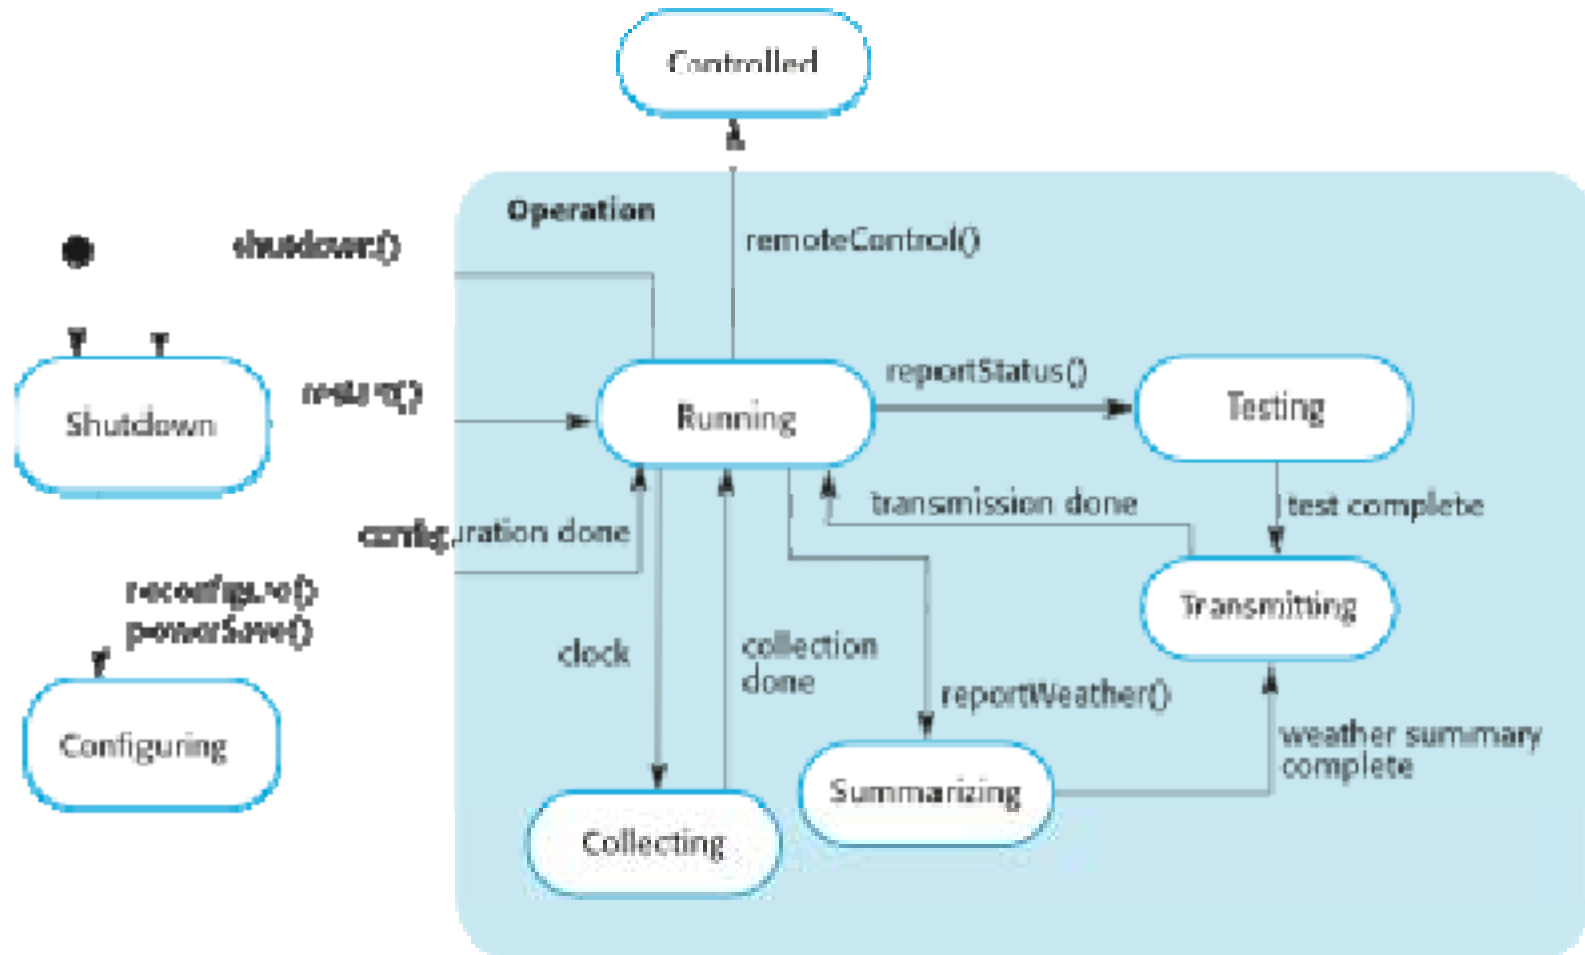 Controlled
Operation
shutdown()
remoteControl()
reportStatus()
restart()
Shutdown
Running
Testing
transmission done
test complete
configuration done
reconfigure()
powerSave()
Transmitting
clock
collection
done
reportWeather()
Configuring
weather summary
complete
Summarizing
Collecting